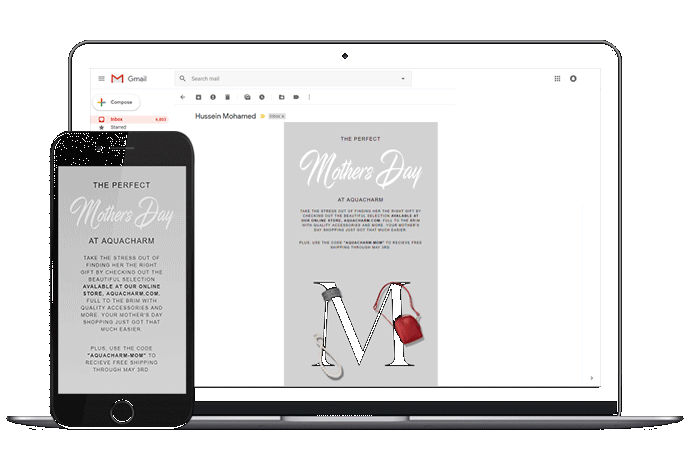 Gmail
Search mail
Compose
Inbox 6,603
Starred
Hussein Mohamed
Inbox x
THE PERFECT
Mothers Day
AT AQUACHARM
TAKE THE STRESS OUT OF FINDING HER THE RIGHT GIFT BY
CHECKING OUT THE BEAUTIFUL SELECTION AVAILABLE AT
OUR ONLINE STORE, AQUACHARM.COM. FULL TO THE BRIM
WITH QUALITY ACCESSORIES AND MORE. YOUR MOTHER'S
DAY SHOPPING JUST GOT THAT MUCH EASIER.
PLUS, USE THE CODE "AQUACHARM-MOM" TO RECIEVE FREE
SHIPPING THROUGH MAY 3RD
M
THE PERFECT
Mothers Day
AT AQUACHARM
TAKE THE STRESS OUT OF
FINDING HER THE RIGHT
GIFT BY CHECKING OUT THE
BEAUTIFUL SELECTION
AVAILABLE AT OUR ONLINE
STORE, AQUACHARM.COM.
FULL TO THE BRIM WITH
QUALITY ACCESSORIES AND
MORE. YOUR MOTHER'S DAY
SHOPPING JUST GOT THAT
MUCH EASIER.
PLUS, USE THE CODE
"AQUACHARM-MOM" TO
RECIEVE FREE SHIPPING
THROUGH MAY 3RD